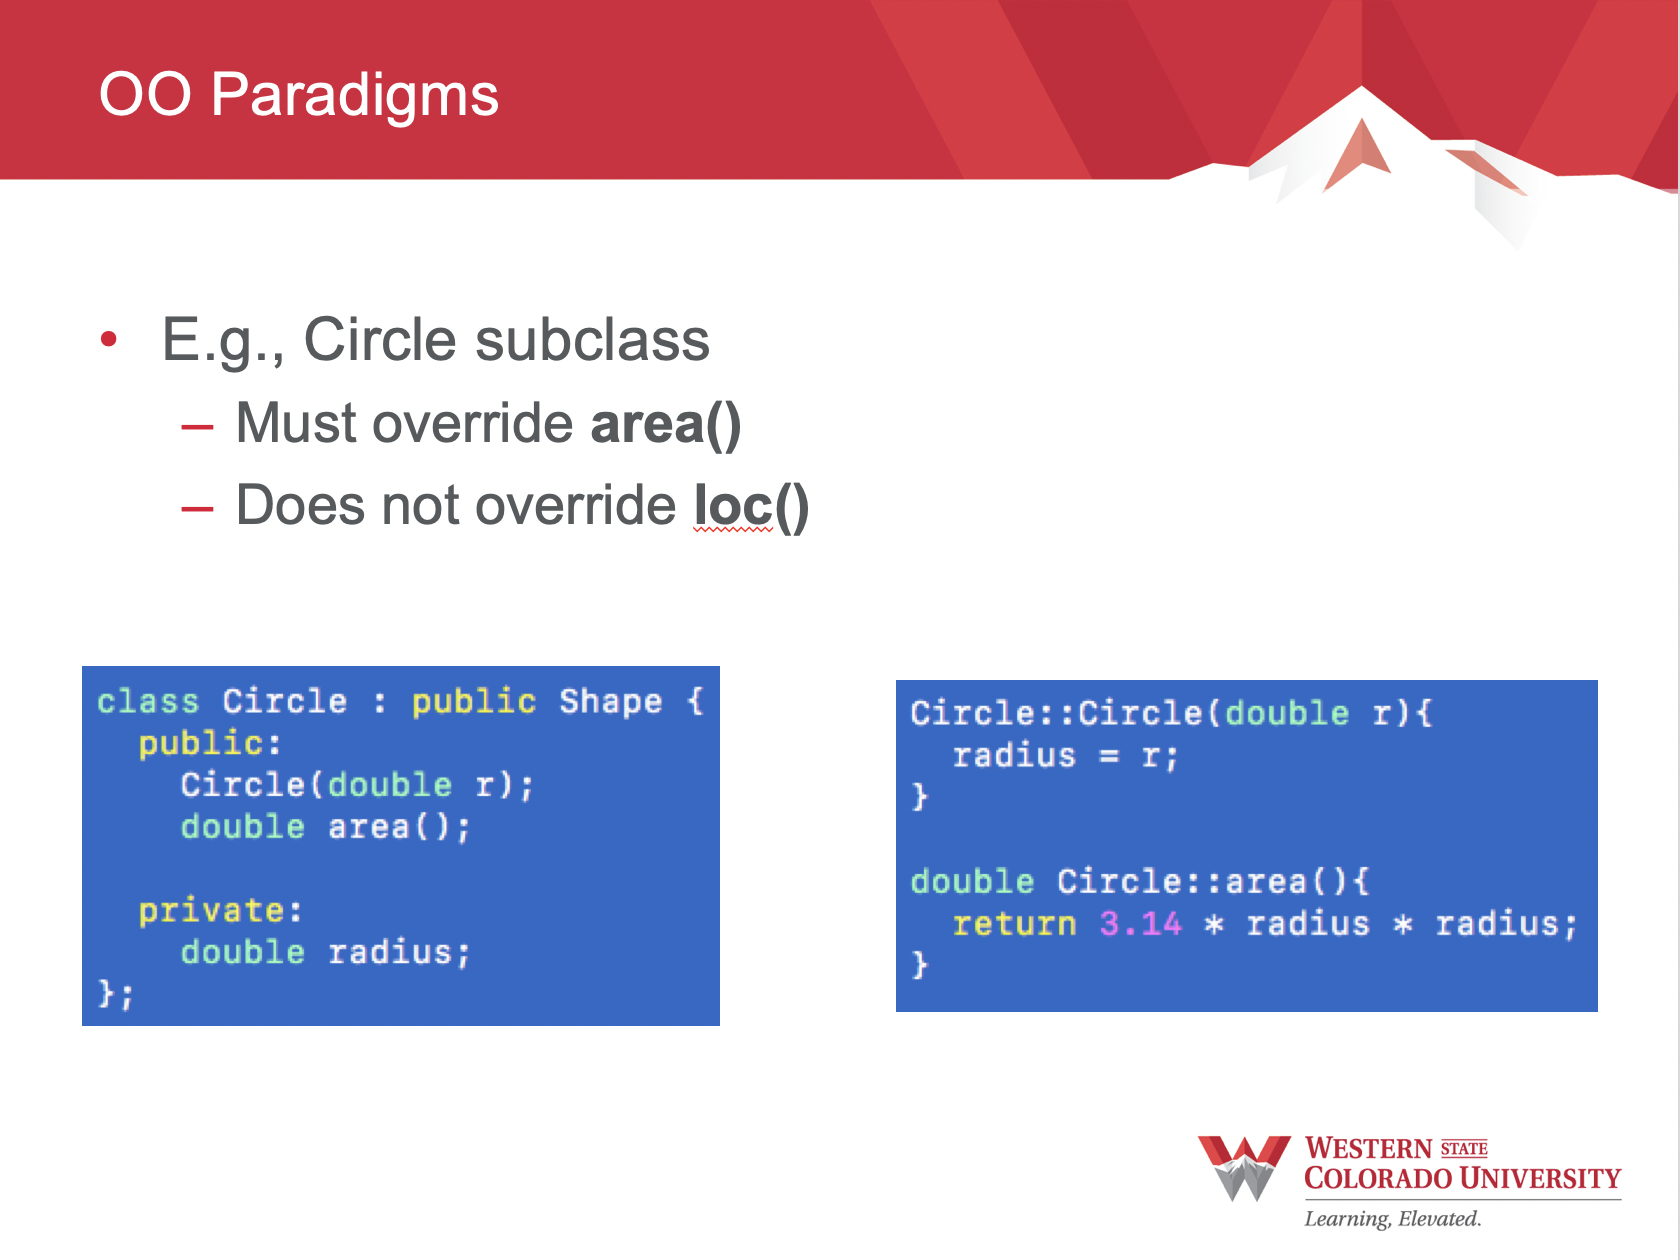 OO Paradigms
• E.g., Circle subclass
– Must override area()
– Does not override loc()
class Circle : public Shape {
  public:
    Circle(double r);
    double area();

  private:
    double radius;
};
Circle::Circle(double r){
  radius = r;
}

double Circle::area(){
  return 3.14 * radius * radius;
}
WESTERN STATE
COLORADO UNIVERSITY
Learning, Elevated.